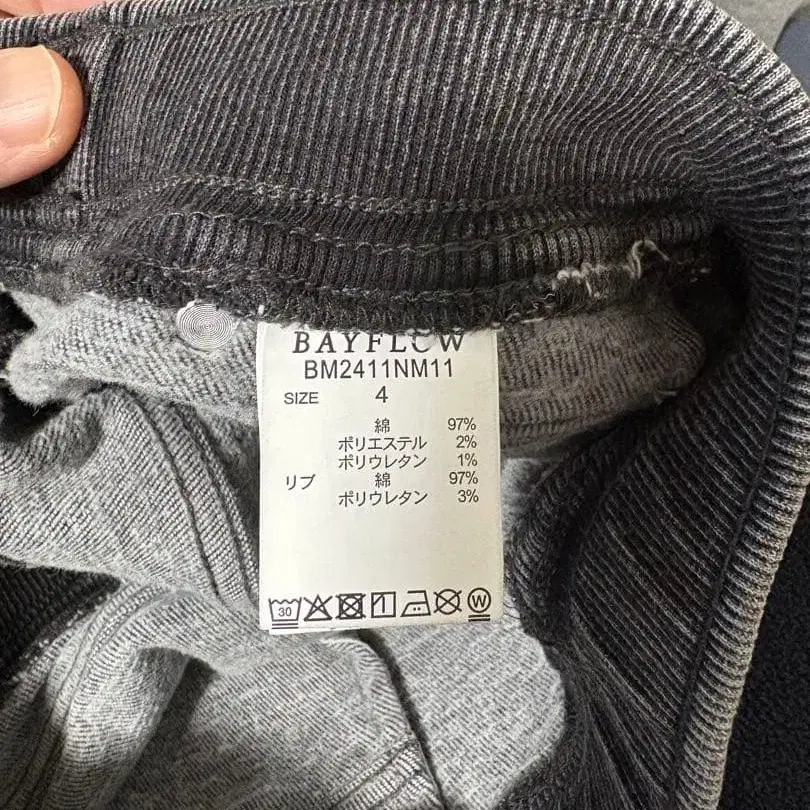 BAYFLOW
BM2411NM11
SIZE 4
綿 97%
ポリエステル 2%
ポリウレタン 1%
リブ 綿 97%
ポリウレタン 3%
30 W